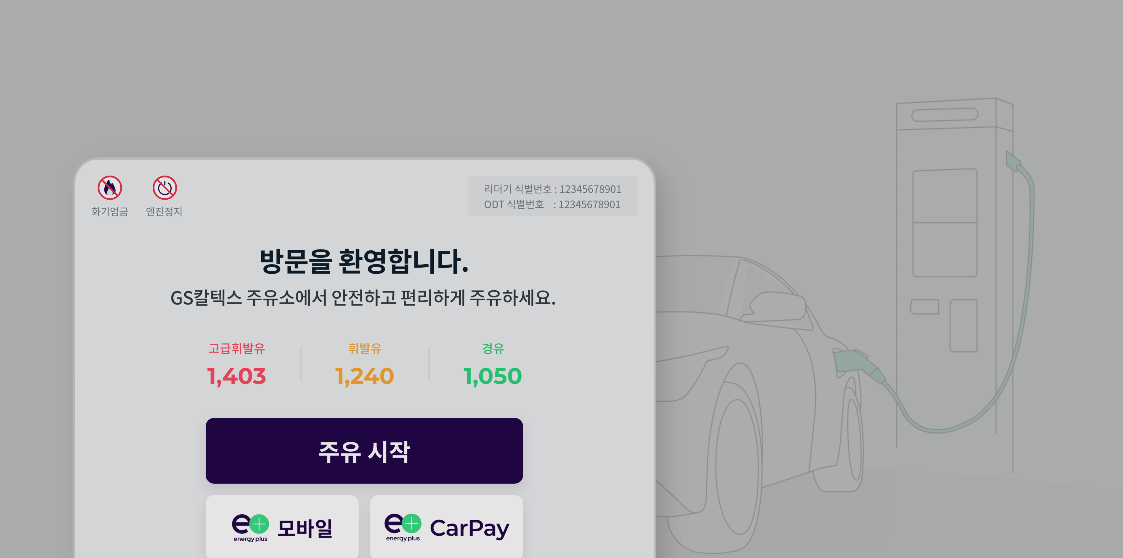 화기엄금 엔진정지
리더기 식별번호 : 12345678901
ODT 식별번호 : 12345678901
방문을 환영합니다.
GS칼텍스 주유소에서 안전하고 편리하게 주유하세요.
고급휘발유 휘발유 경유
1,403 1,240 1,050
주유 시작
e energy plus 모바일
e energy plus CarPay